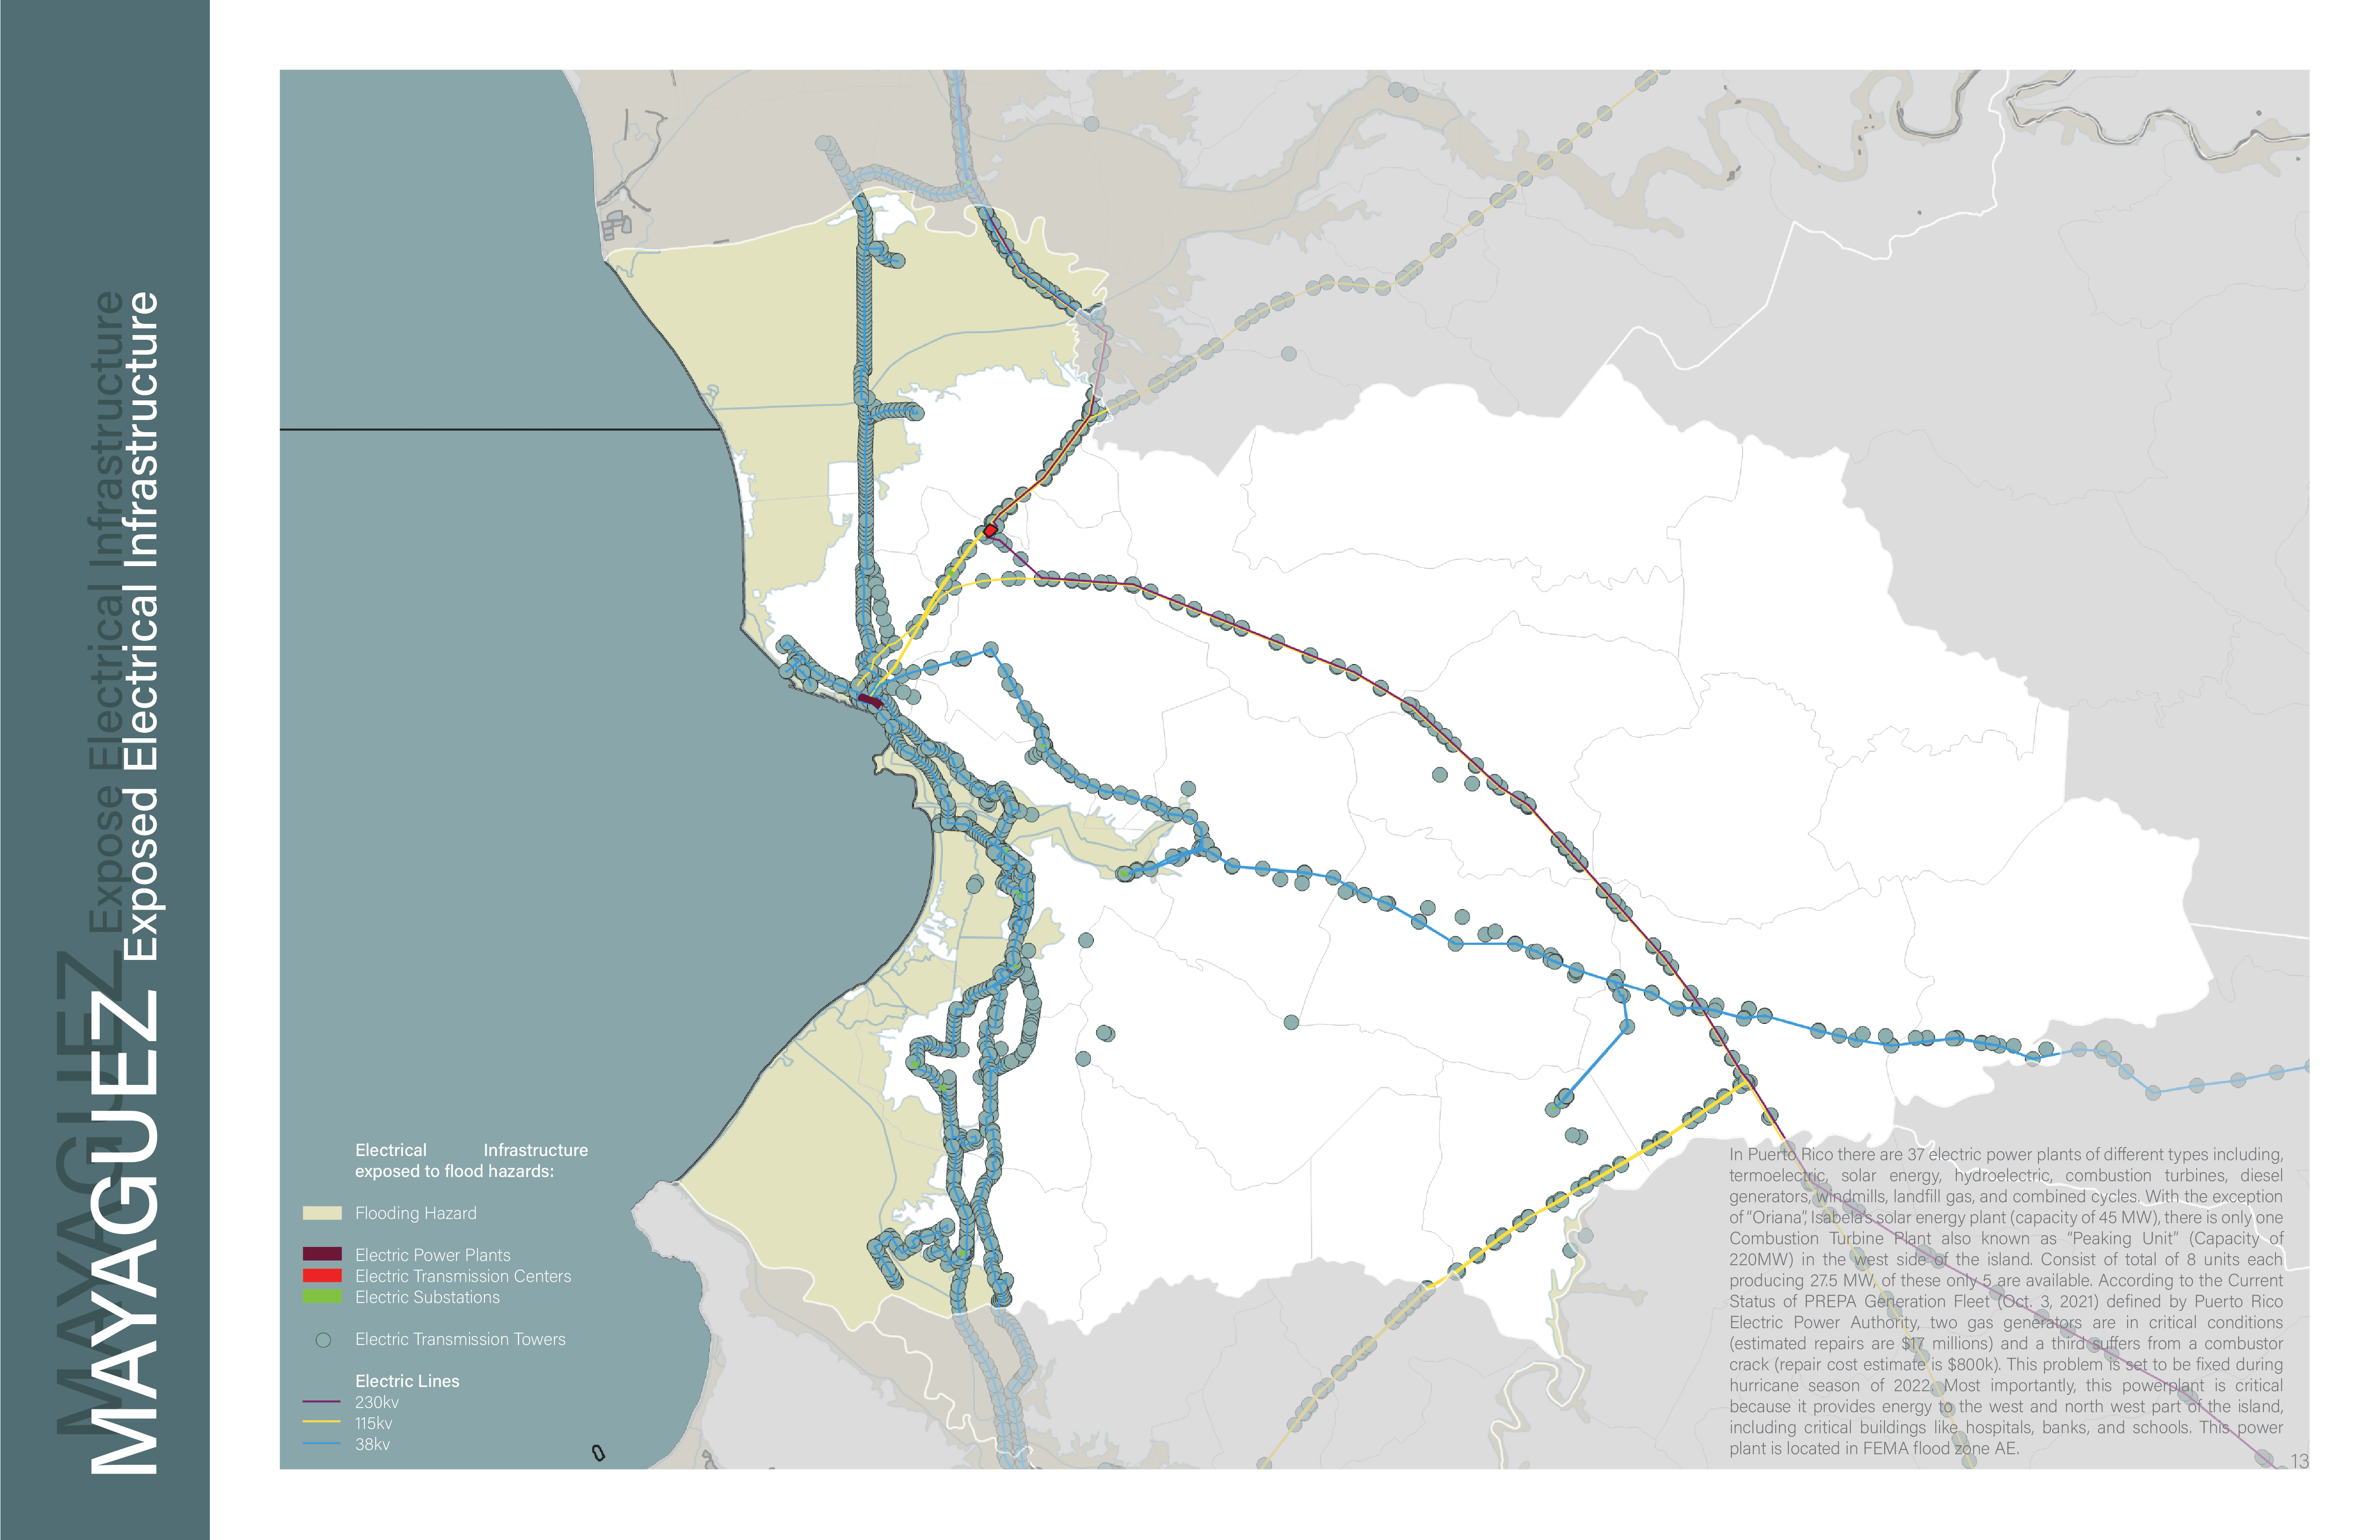 MAYAGUEZ Expose Electrical Infrastructure
MAYAGUEZ Exposed Electrical Infrastructure
Electrical Infrastructure
exposed to flood hazards:
Flooding Hazard
Electric Power Plants
Electric Transmission Centers
Electric Substations
Electric Transmission Towers
Electric Lines
230kv
115kv
38kv
In Puerto Rico there are 37 electric power plants of different types including,
termoelectric, solar energy, hydroelectric, combustion turbines, diesel
generators, windmills, landfill gas, and combined cycles. With the exception
of "Oriana", Isabela's solar energy plant (capacity of 45 MW), there is only one
Combustion Turbine Plant also known as "Peaking Unit" (Capacity of
220MW) in the west side of the island. Consist of total of 8 units each
producing 27.5 MW, of these only 5 are available. According to the Current
Status of PREPA Generation Fleet (Oct. 3, 2021) defined by Puerto Rico
Electric Power Authority, two gas generators are in critical conditions
(estimated repairs are $17 millions) and a third suffers from a combustor
crack (repair cost estimate is $800k). This problem is set to be fixed during
hurricane season of 2022. Most importantly, this powerplant is critical
because it provides energy to the west and north west part of the island,
including critical buildings like hospitals, banks, and schools. This power
plant is located in FEMA flood zone AE.
13